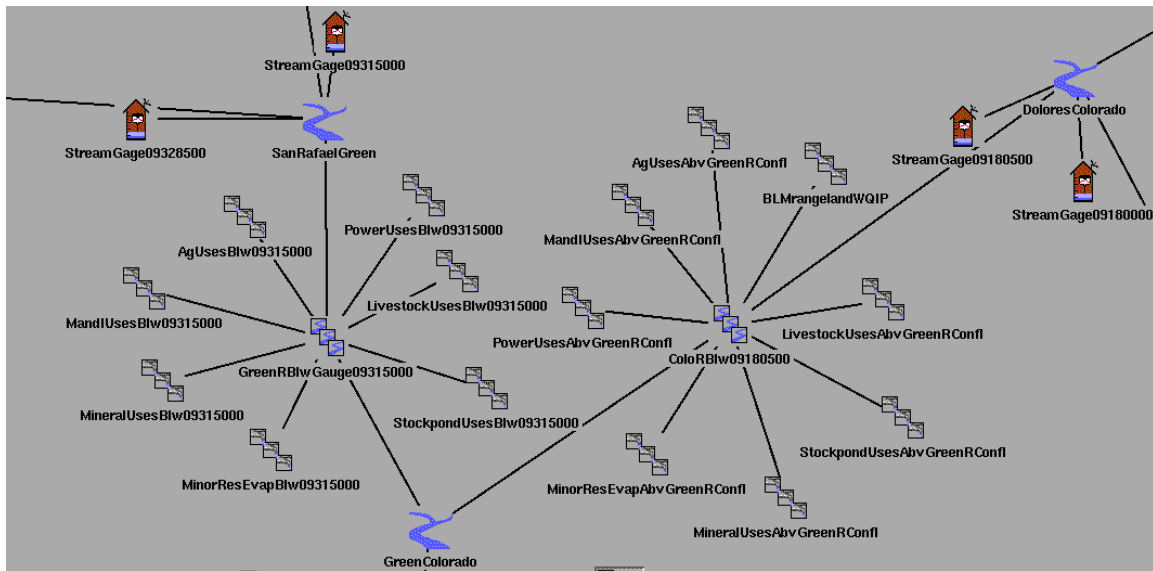 StreamGage09315000
StreamGage09328500
SanRafaelGreen
DoloresColorado
StreamGage09180500
AgUsesAbvGreenRConfl
BLMrangelandWQIP
StreamGage09180000
PowerUsesBlw09315000
MandIUsesAbvGreenRConfl
AgUsesBlw09315000
LivestockUsesBlw09315000
MandIUsesBlw09315000
LivestockUsesAbvGreenRConfl
PowerUsesAbvGreenRConfl
ColoRBlw09180500
GreenRBlwGauge09315000
MineralUsesBlw09315000
StockpondUsesBlw09315000
StockpondUsesAbvGreenRConfl
MinorResEvapBlw09315000
MinorResEvapAbvGreenRConfl
MineralUsesAbvGreenRConfl
GreenColorado